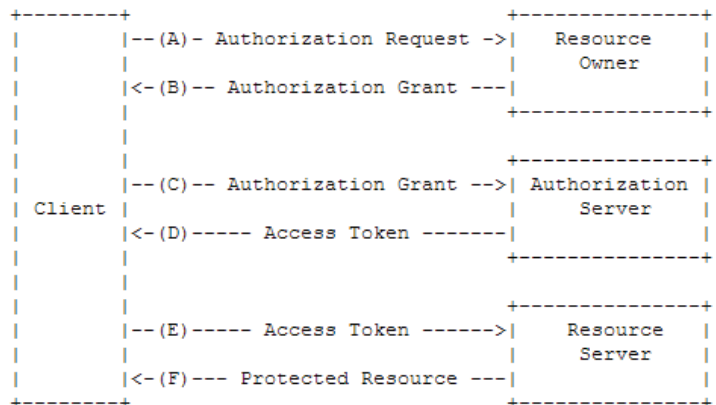 +--------+                               +---------------+
|        |--(A)- Authorization Request ->|   Resource    |
|        |                               |     Owner     |
|        |<-(B)-- Authorization Grant ---|               |
|        |                               +---------------+
|        |
|        |                               +---------------+
|        |--(C)-- Authorization Grant -->| Authorization |
| Client |                               |     Server    |
|        |<-(D)----- Access Token -------|               |
|        |                               +---------------+
|        |
|        |                               +---------------+
|        |--(E)----- Access Token ------>|    Resource   |
|        |                               |     Server    |
|        |<-(F)--- Protected Resource ---|               |
+--------+                               +---------------+